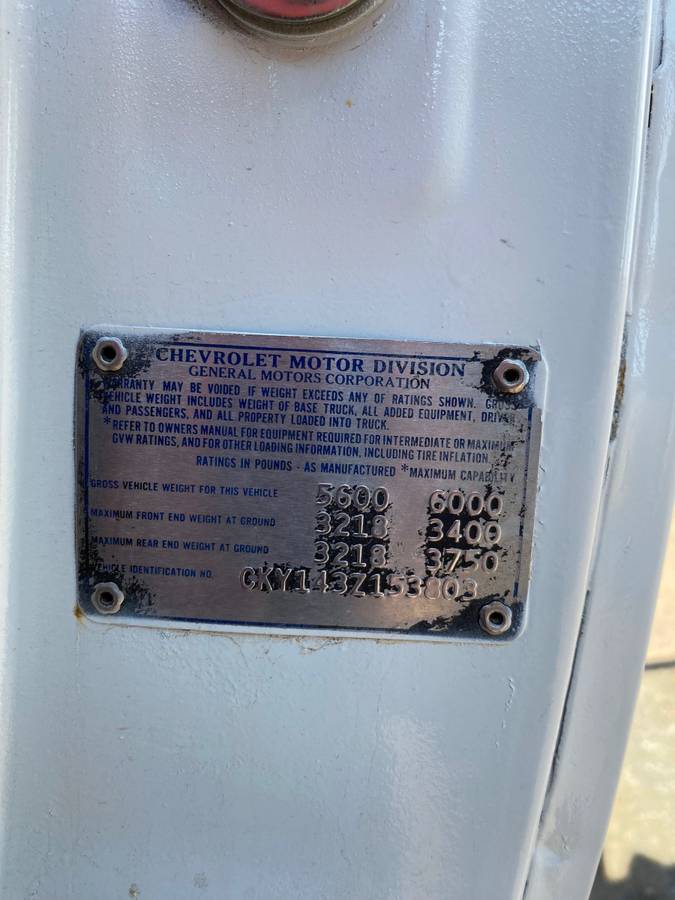 CHEVROLET MOTOR DIVISION
GENERAL MOTORS CORPORATION
WARRANTY MAY BE VOIDED IF WEIGHT EXCEEDS ANY OF RATINGS SHOWN. GROSS
VEHICLE WEIGHT INCLUDES WEIGHT OF BASE TRUCK, ALL ADDED EQUIPMENT, DRIVER
AND PASSENGERS, AND ALL PROPERTY LOADED INTO TRUCK.
*REFER TO OWNERS MANUAL FOR EQUIPMENT REQUIRED FOR INTERMEDIATE OR MAXIMUM
GVW RATINGS, AND FOR OTHER LOADING INFORMATION, INCLUDING TIRE INFLATION.
RATINGS IN POUNDS - AS MANUFACTURED *MAXIMUM CAPABILITY
GROSS VEHICLE WEIGHT FOR THIS VEHICLE 5600 6000
MAXIMUM FRONT END WEIGHT AT GROUND 3218 3400
MAXIMUM REAR END WEIGHT AT GROUND 3218 3750
VEHICLE IDENTIFICATION NO. CKY143Z153803